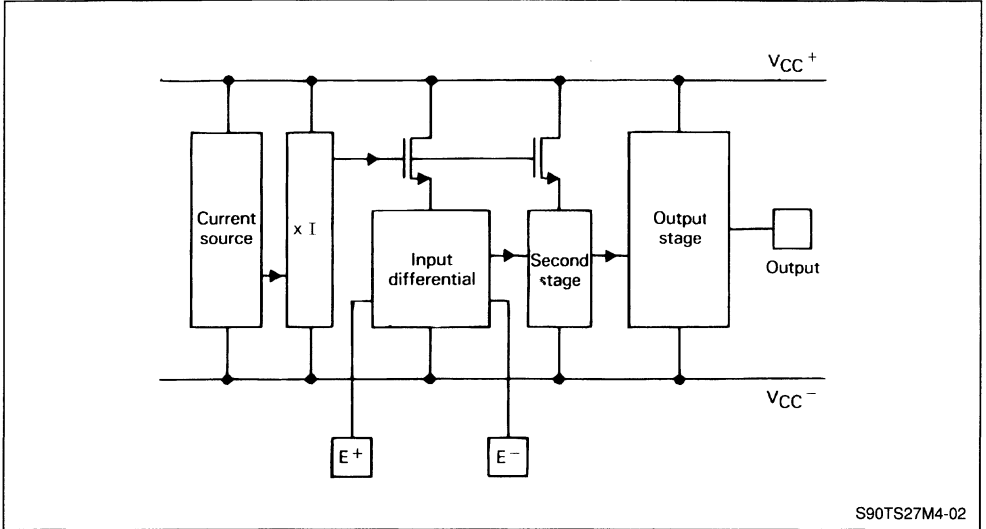 VCC+
Current
source
x I
Input
differential
Second
stage
Output
stage
Output
VCC-
E+
E-
S90TS27M4-02